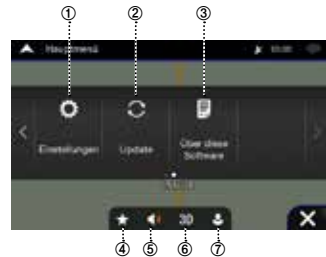 ① ② ③
Hauptmenü
Einstellungen Update Über diese Software
3D
④ ⑤ ⑥ ⑦